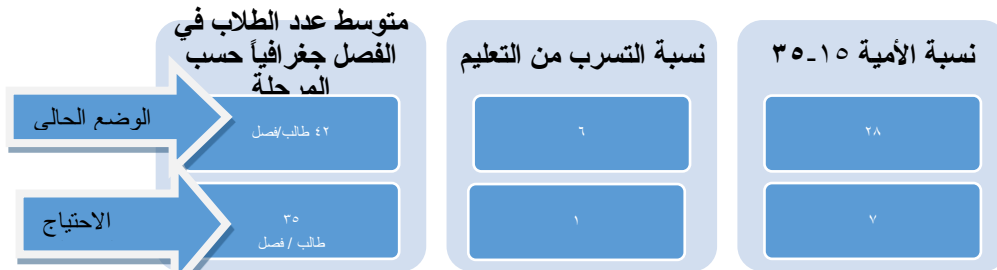 نسبة الأمية ١٥-٣٥
٢٨
٧
نسبة التسرب من التعليم
٦
١
متوسط عدد الطلاب في
الفصل جغرافياً حسب
المرحلة
٤٢ طالب/فصل
٣٥
طالب / فصل
الوضع الحالي
الاحتياج